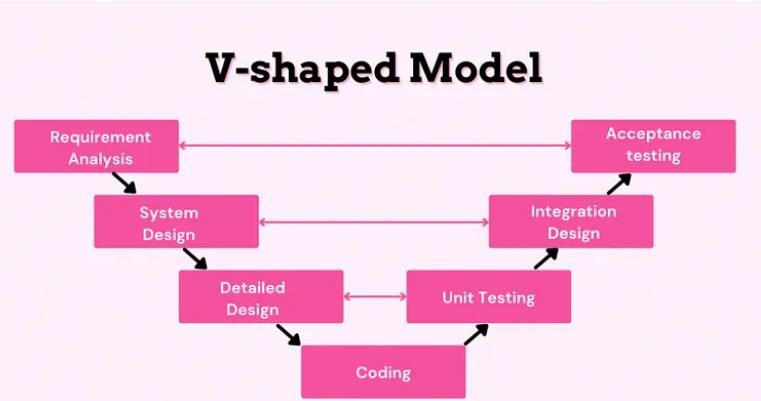 V-shaped Model
Requirement
Analysis
Acceptance
testing
System
Design
Integration
Design
Detailed
Design
Unit Testing
Coding